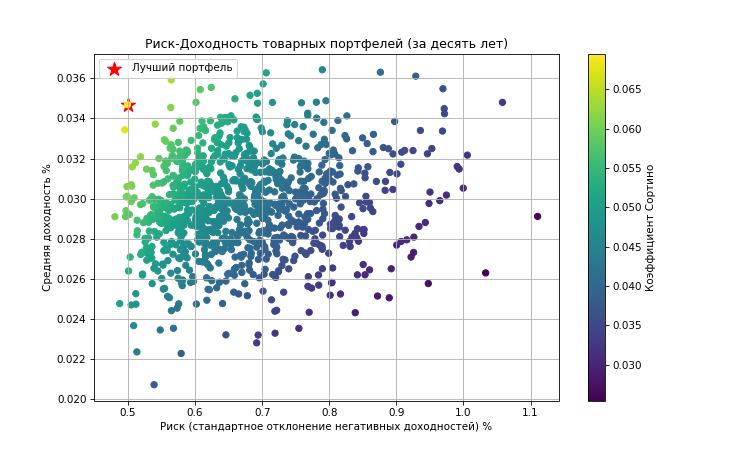 Риск-Доходность товарных портфелей (за десять лет)
Лучший портфель
Средняя доходность %
0.036
0.034
0.032
0.030
0.028
0.026
0.024
0.022
0.020
0.5 0.6 0.7 0.8 0.9 1.0 1.1
Риск (стандартное отклонение негативных доходностей) %
0.065
0.060
0.055
0.050
0.045
0.040
0.035
0.030
Коэффициент Сортино